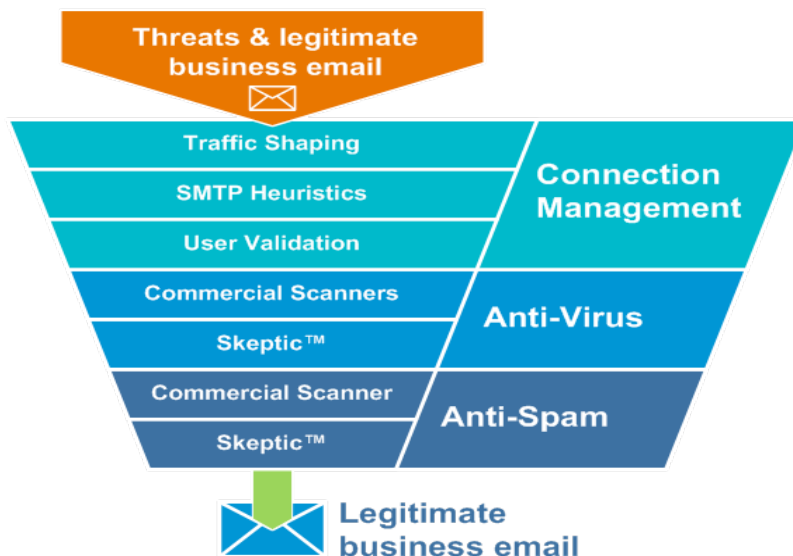 Threats & legitimate
business email
Traffic Shaping
SMTP Heuristics
User Validation
Connection
Management
Commercial Scanners
Skeptic™
Anti-Virus
Commercial Scanner
Skeptic™
Anti-Spam
Legitimate
business email